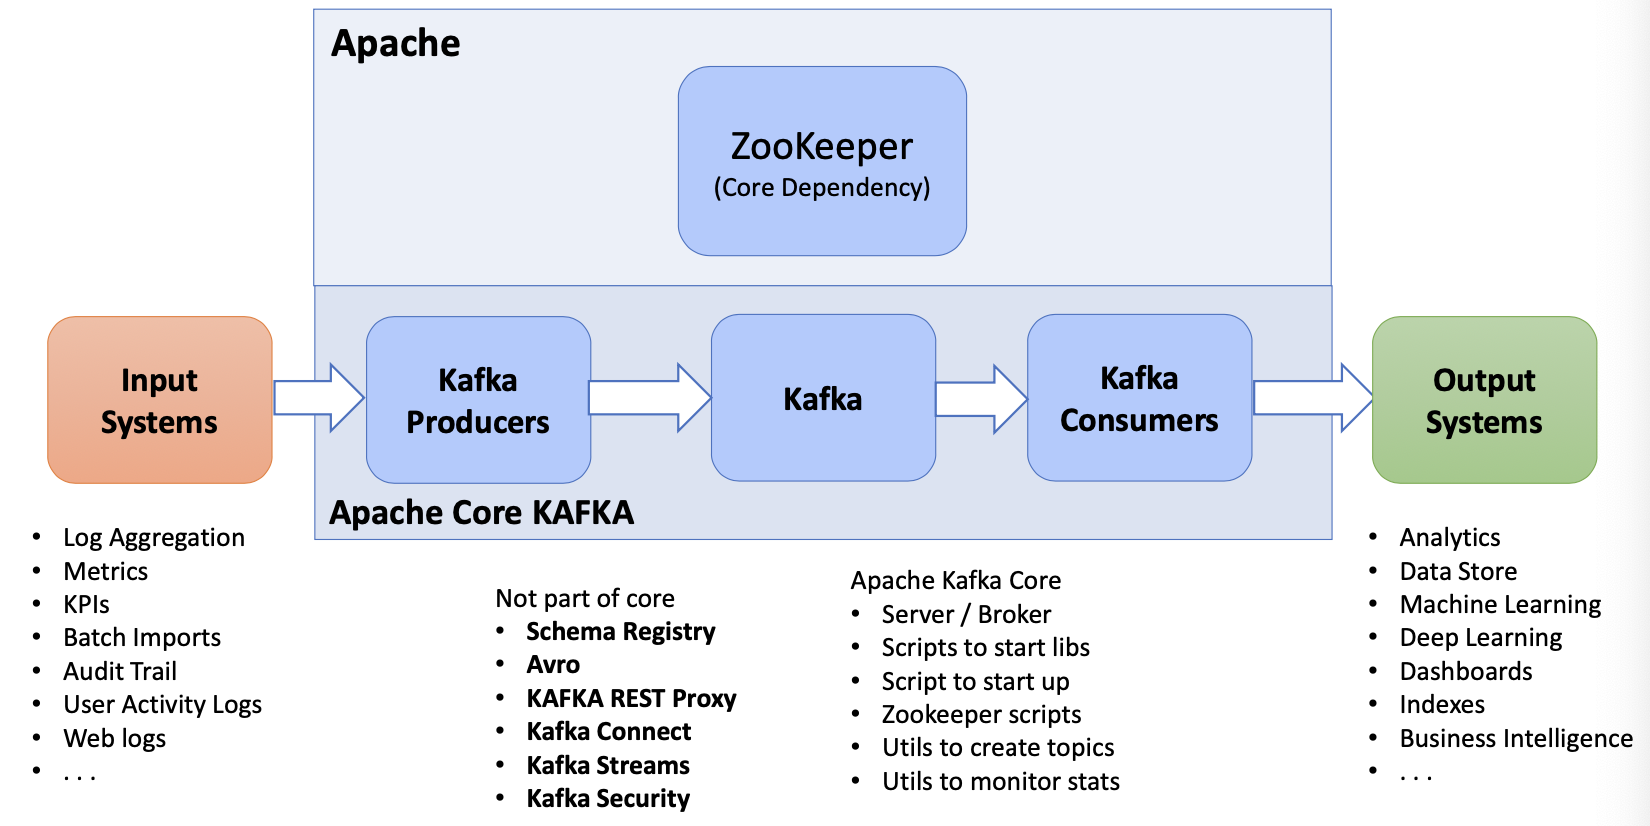 Apache
ZooKeeper
(Core Dependency)
Input
Systems
Kafka
Producers
Kafka
Kafka
Consumers
Output
Systems
Apache Core KAFKA
• Log Aggregation
• Metrics
• KPIs
• Batch Imports
• Audit Trail
• User Activity Logs
• Web logs
• . . .
Not part of core
• Schema Registry
• Avro
• KAFKA REST Proxy
• Kafka Connect
• Kafka Streams
• Kafka Security
Apache Kafka Core
• Server / Broker
• Scripts to start libs
• Script to start up
• Zookeeper scripts
• Utils to create topics
• Utils to monitor stats
• Analytics
• Data Store
• Machine Learning
• Deep Learning
• Dashboards
• Indexes
• Business Intelligence
• . . .